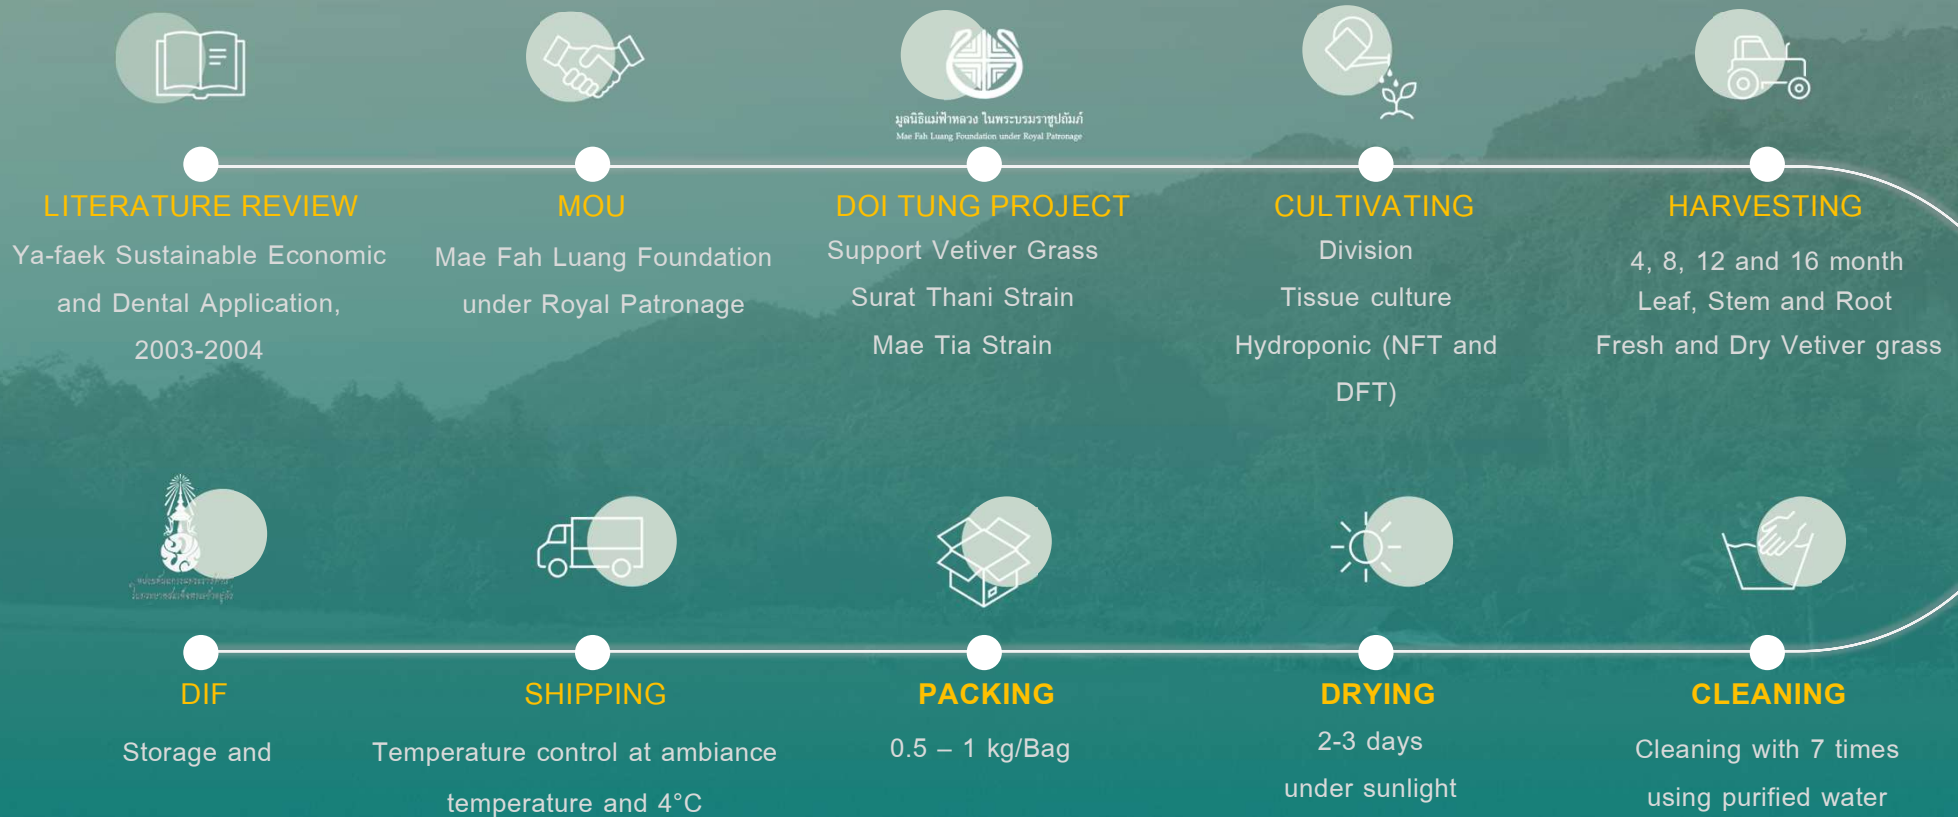 มูลนิธิแม่ฟ้าหลวง ในพระบรมราชูปถัมภ์
Mae Fah Luang Foundation under Royal Patronage
LITERATURE REVIEW
Ya-faek Sustainable Economic
and Dental Application,
2003-2004
MOU
Mae Fah Luang Foundation
under Royal Patronage
DOI TUNG PROJECT
Support Vetiver Grass
Surat Thani Strain
Mae Tia Strain
CULTIVATING
Division
Tissue culture
Hydroponic (NFT and
DFT)
HARVESTING
4, 8, 12 and 16 month
Leaf, Stem and Root
Fresh and Dry Vetiver grass
DIF
Storage and
SHIPPING
Temperature control at ambiance
temperature and 4°C
PACKING
0.5 – 1 kg/Bag
DRYING
2-3 days
under sunlight
CLEANING
Cleaning with 7 times
using purified water